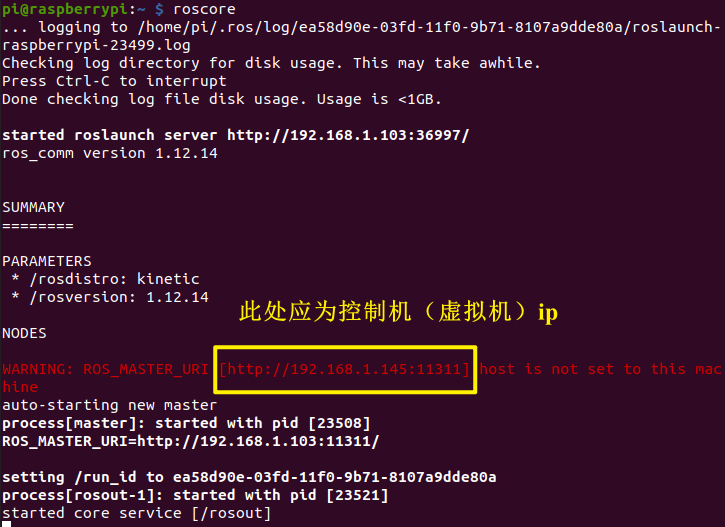 pi@raspberrypi:~ $ roscore
... logging to /home/pi/.ros/log/ea58d90e-03fd-11f0-9b71-8107a9dde80a/roslaunch-
raspberrypi-23499.log
Checking log directory for disk usage. This may take awhile.
Press Ctrl-C to interrupt
Done checking log file disk usage. Usage is <1GB.
started roslaunch server http://192.168.1.103:36997/
ros_comm version 1.12.14
SUMMARY
========
PARAMETERS
* /rosdistro: kinetic
* /rosversion: 1.12.14
此处应为控制机（虚拟机）ip
NODES
WARNING: ROS_MASTER_URI [http://192.168.1.145:11311] host is not set to this mac
hine
auto-starting new master
process[master]: started with pid [23508]
ROS_MASTER_URI=http://192.168.1.103:11311/
setting /run_id to ea58d90e-03fd-11f0-9b71-8107a9dde80a
process[rosout-1]: started with pid [23521]
started core service [/rosout]